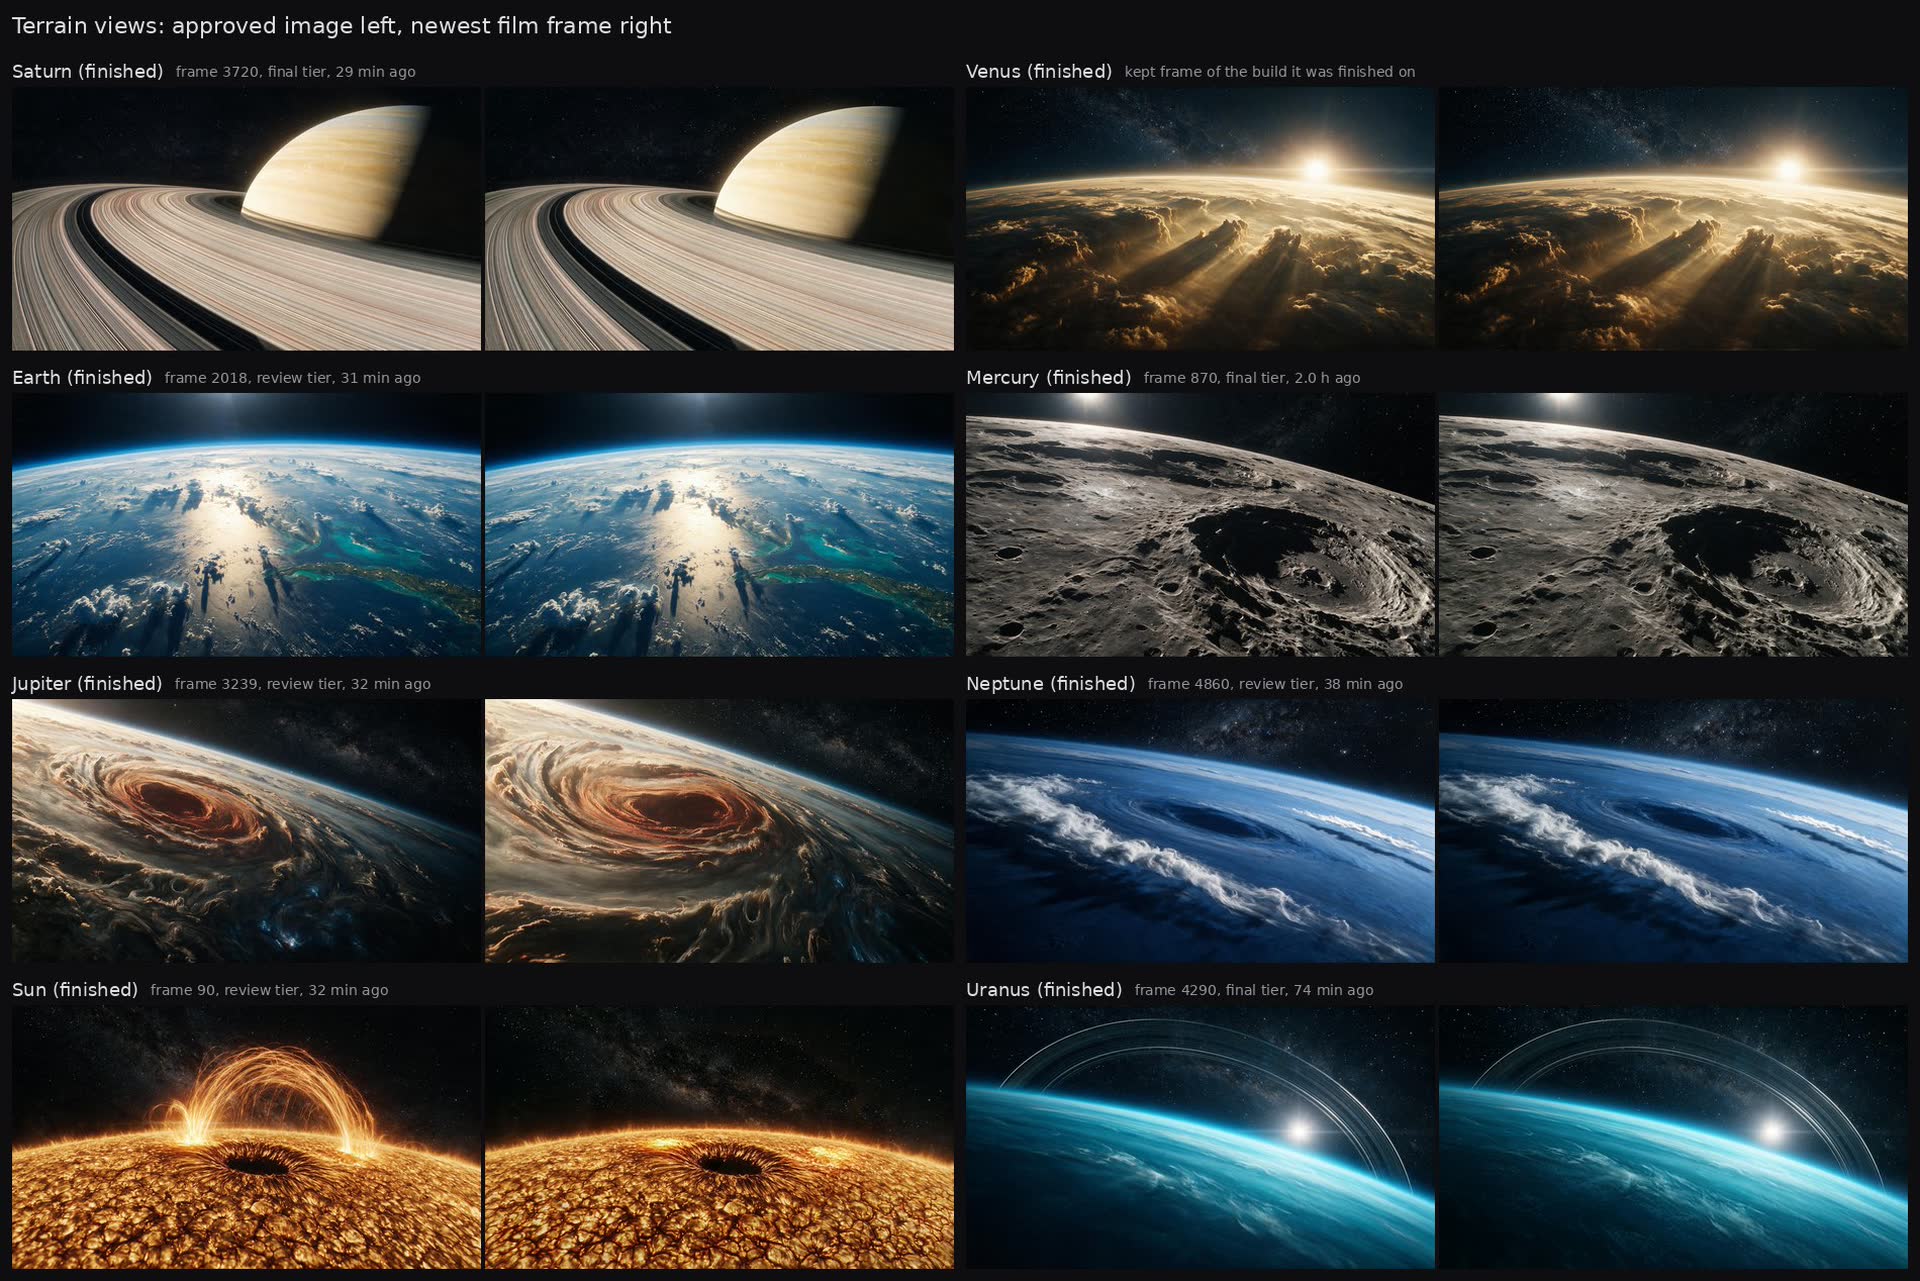 Terrain views: approved image left, newest film frame right
Saturn (finished) frame 3720, final tier, 29 min ago
Venus (finished) kept frame of the build it was finished on
Earth (finished) frame 2018, review tier, 31 min ago
Mercury (finished) frame 870, final tier, 2.0 h ago
Jupiter (finished) frame 3239, review tier, 32 min ago
Neptune (finished) frame 4860, review tier, 38 min ago
Sun (finished) frame 90, review tier, 32 min ago
Uranus (finished) frame 4290, final tier, 74 min ago